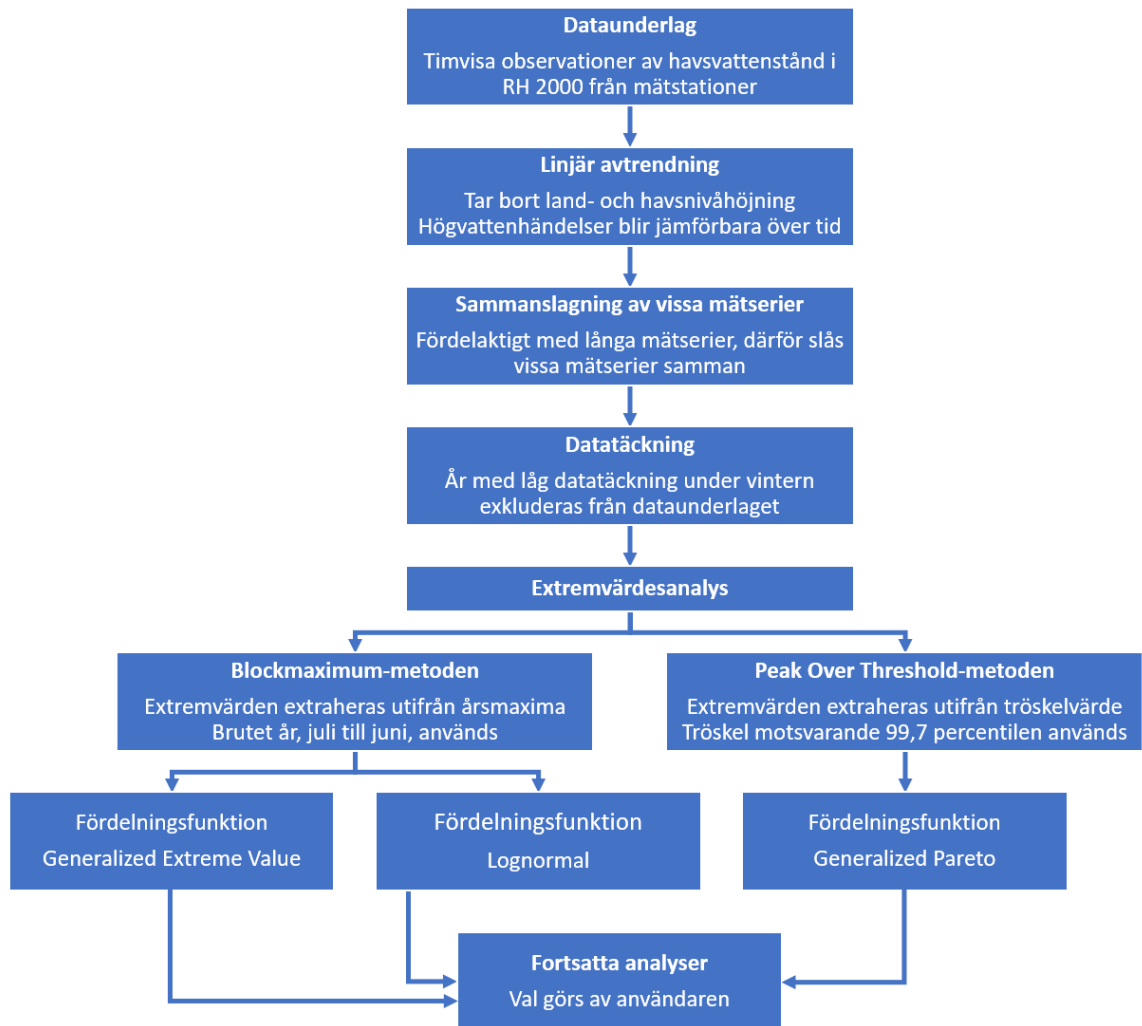 Dataunderlag
Timvisa observationer av havsvattenstånd i
RH 2000 från mätstationer
Linjär avtrendning
Tar bort land- och havsnivåhöjning
Högvattenhändelser blir jämförbara över tid
Sammanslagning av vissa mätserier
Fördelaktigt med långa mätserier, därför slås
vissa mätserier samman
Datatäckning
År med låg datatäckning under vintern
exkluderas från dataunderlaget
Extremvärdesanalys
Blockmaximum-metoden
Extremvärden extraheras utifrån årsmaxima
Brutet år, juli till juni, används
Peak Over Threshold-metoden
Extremvärden extraheras utifrån tröskelvärde
Tröskel motsvarande 99,7 percentilen används
Fördelningsfunktion
Generalized Extreme Value
Fördelningsfunktion
Lognormal
Fördelningsfunktion
Generalized Pareto
Fortsatta analyser
Val görs av användaren